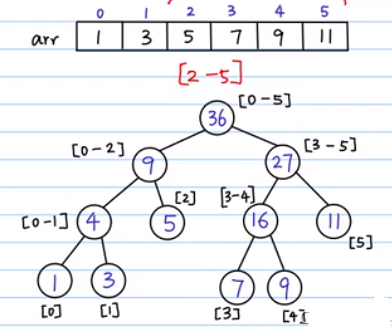 0 1 2 3 4 5
arr 1 3 5 7 9 11
[2-5]
36 [0-5]
[0-2] 9 27 [3-5]
[0-1] 4 5 [2] [3-4] 16 11 [5]
1 3 7 9
[0] [1] [3] [4]